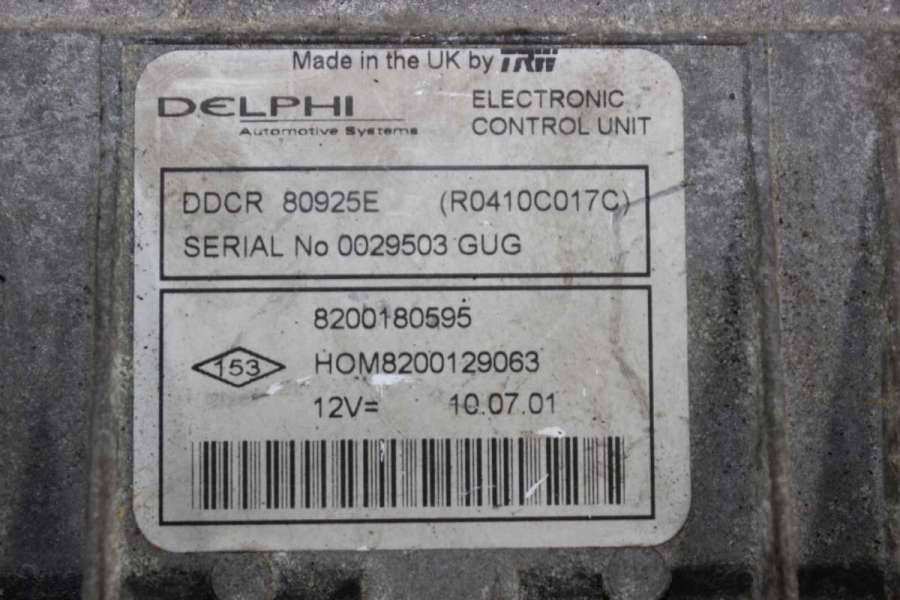 Made in the UK by TRW
DELPHI
Automotive Systems
ELECTRONIC
CONTROL UNIT
DDCR 80925E (R0410C017C)
SERIAL No 0029503 GUG
8200180595
153 HOM8200129063
12V= 10.07.01